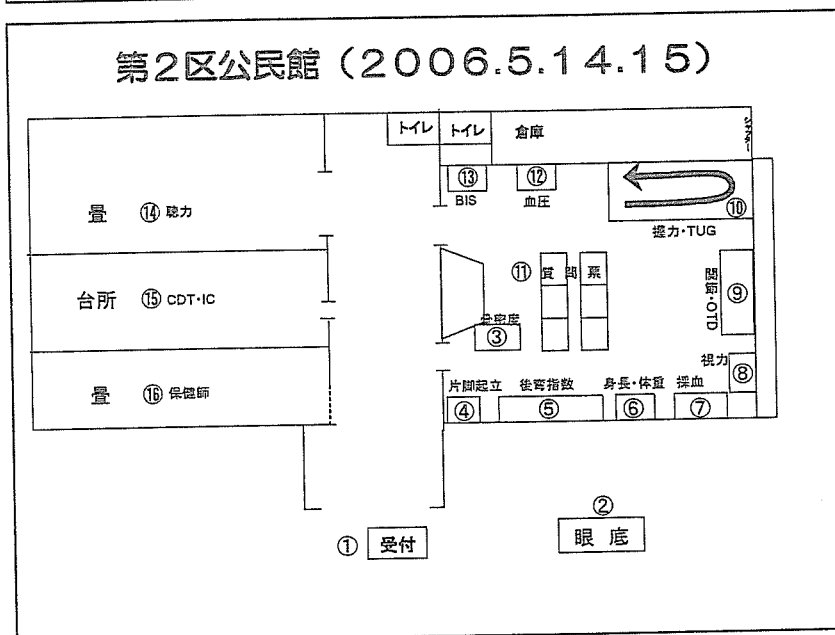 第2区公民館（2006.5.14.15）
トイレ
トイレ
倉庫
シャッター
⑬
BIS
⑫
血圧
⑩
握力・TUG
畳 ⑭ 聴力
⑪ 質問票
関節・OTD
⑨
台所 ⑮ CDT・IC
骨密度
③
視力
⑧
畳 ⑯ 保健師
片脚起立
④
後弯指数
⑤
身長・体重
⑥
採血
⑦
① 受付
②
眼底